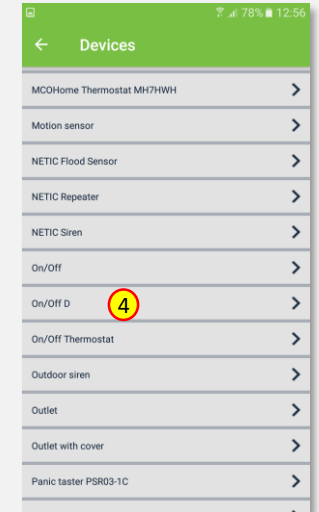 78% 12:56
Devices
MCOHome Thermostat MH7HWH
Motion sensor
NETIC Flood Sensor
NETIC Repeater
NETIC Siren
On/Off
On/Off D 4
On/Off Thermostat
Outdoor siren
Outlet
Outlet with cover
Panic taster PSR03-1C